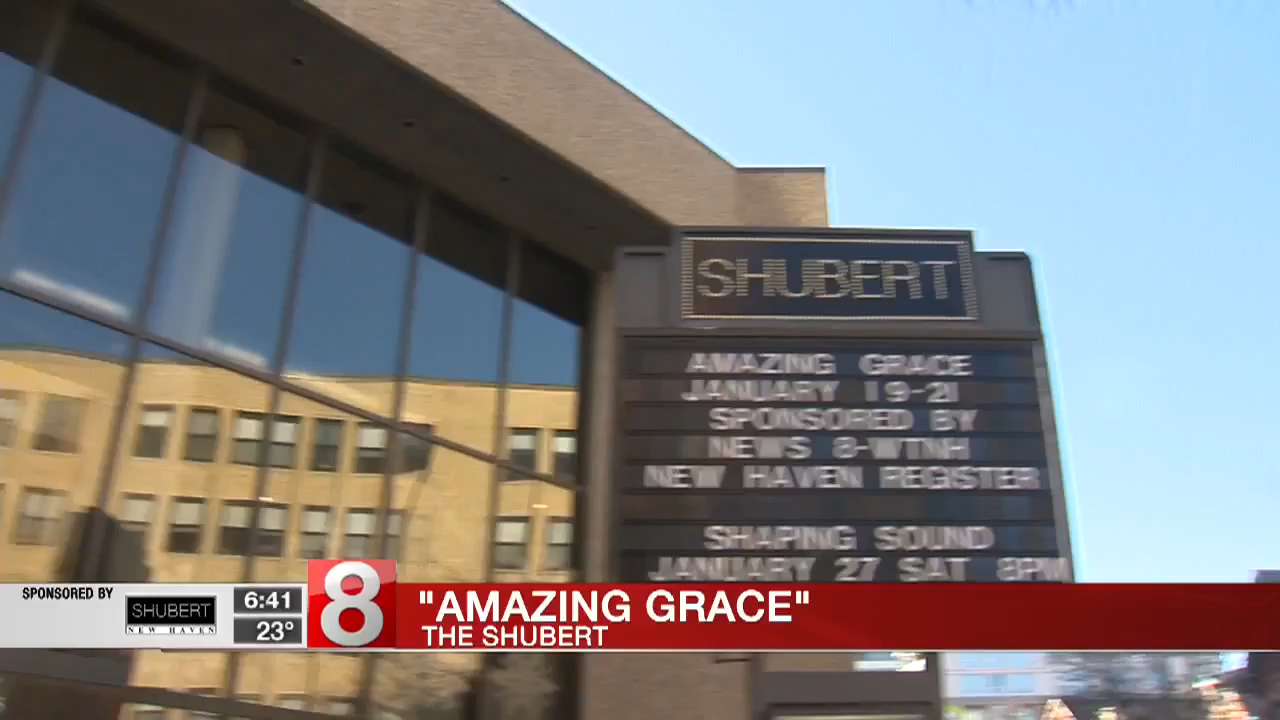 SHUBERT
AMAZING GRACE
JANUARY 19-21
SPONSORED BY
NEWS 8-WTNH
NEW HAVEN REGISTER
SHAPING SOUND
JANUARY 27 SAT 8PM
SPONSORED BY
SHUBERT
NEW HAVEN
6:41
23°
8
"AMAZING GRACE"
THE SHUBERT